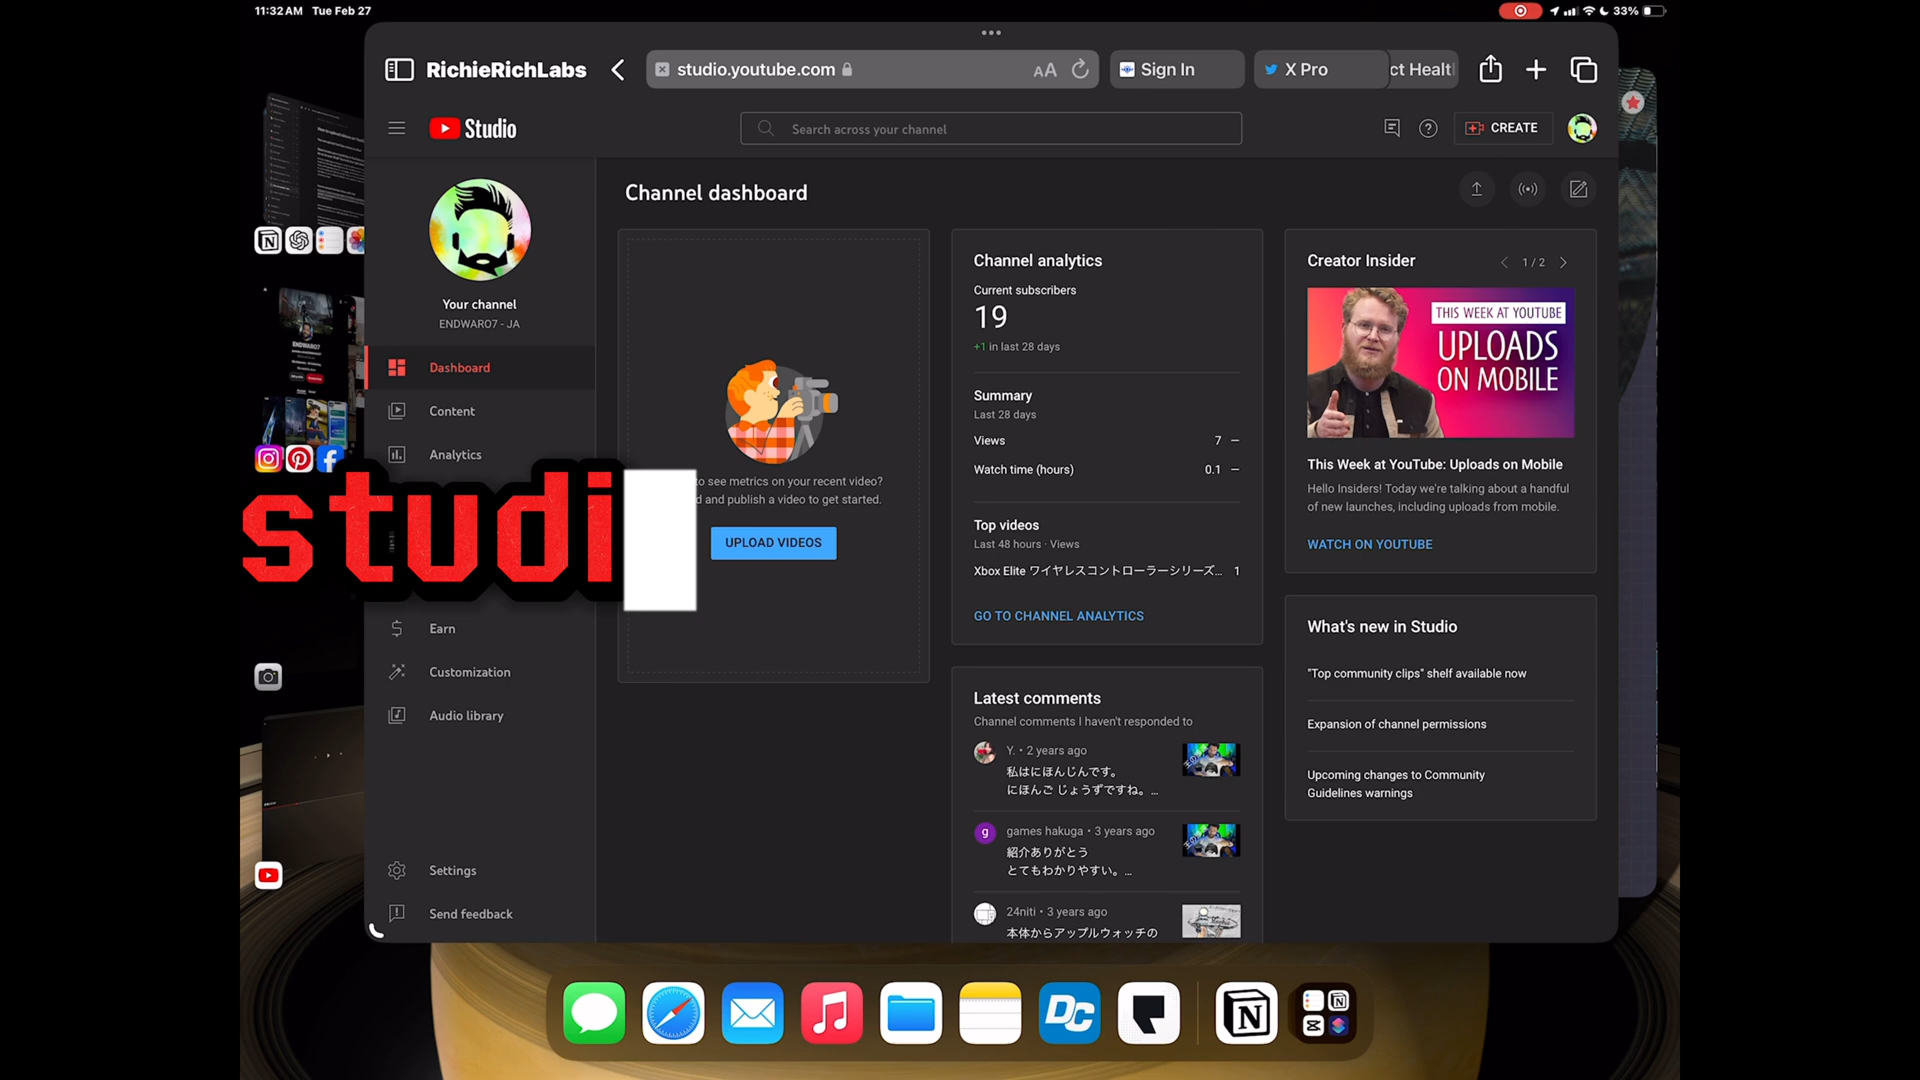 11:32 AM Tue Feb 27
33%
RichieRichLabs
studio.youtube.com
AA
Sign In
X Pro
ct Healt
Studio
Search across your channel
CREATE
Your channel
ENDWARO7 - JA
Dashboard
Content
Analytics
studi
Earn
Customization
Audio library
Settings
Send feedback
Channel dashboard
to see metrics on your recent video?
d and publish a video to get started.
UPLOAD VIDEOS
Channel analytics
Current subscribers
19
+1 in last 28 days
Summary
Last 28 days
Views 7 —
Watch time (hours) 0.1 —
Top videos
Last 48 hours · Views
Xbox Elite ワイヤレスコントローラーシリーズ... 1
GO TO CHANNEL ANALYTICS
Latest comments
Channel comments I haven't responded to
Y. • 2 years ago
私はにほんじんです。
にほんご じょうずですね。...
g
games hakuga • 3 years ago
紹介ありがとう
とてもわかりやすい。...
24niti • 3 years ago
本体からアップルウォッチの
Creator Insider
1 / 2
THIS WEEK AT YOUTUBE
UPLOADS
ON MOBILE
This Week at YouTube: Uploads on Mobile
Hello Insiders! Today we're talking about a handful
of new launches, including uploads from mobile.
WATCH ON YOUTUBE
What's new in Studio
"Top community clips" shelf available now
Expansion of channel permissions
Upcoming changes to Community
Guidelines warnings
DC